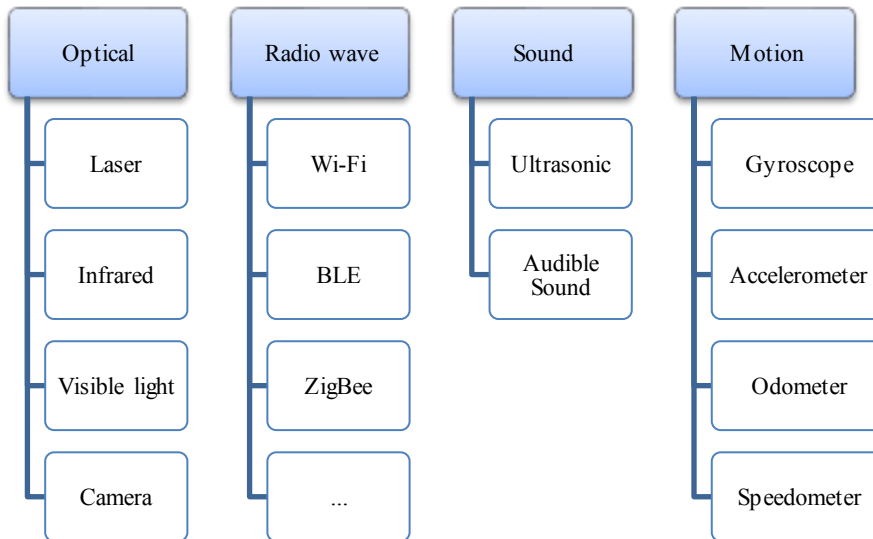 Optical
Laser
Infrared
Visible light
Camera
Radio wave
Wi-Fi
BLE
ZigBee
...
Sound
Ultrasonic
Audible
Sound
Motion
Gyroscope
Accelerometer
Odometer
Speedometer